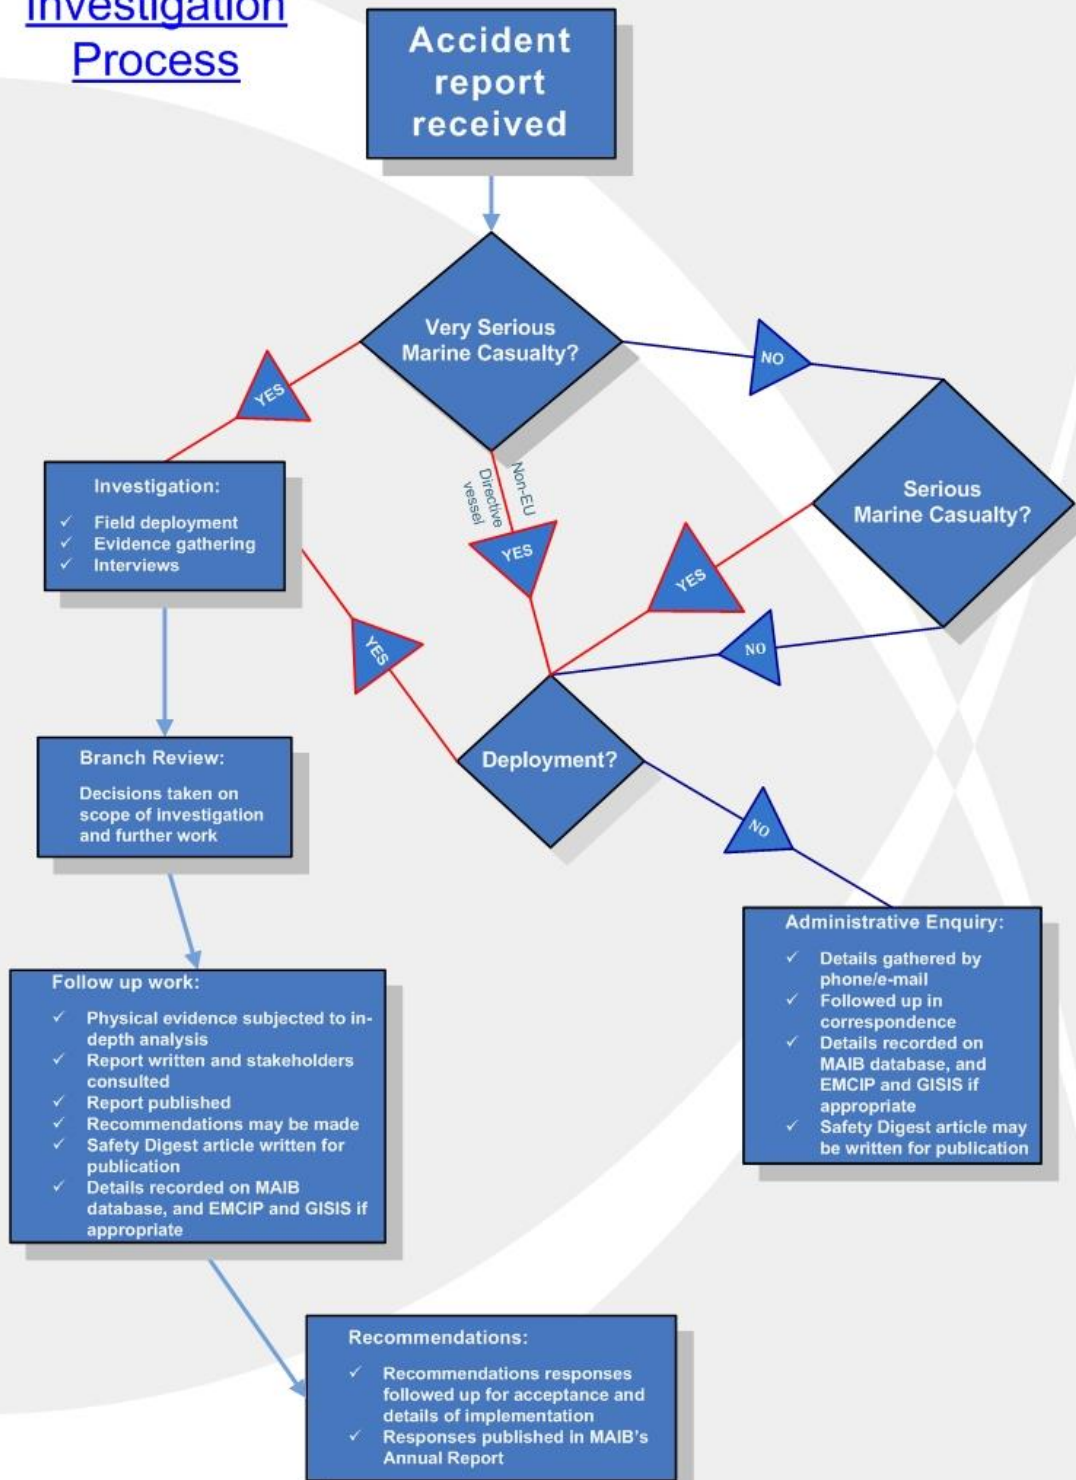 Investigation
Process
Accident
report
received
Very Serious
Marine Casualty?
NO
YES
Serious
Marine Casualty?
Non-EU
Directive
vessel
YES
YES
NO
YES
Investigation:
✓ Field deployment
✓ Evidence gathering
✓ Interviews
Deployment?
NO
Branch Review:
Decisions taken on
scope of investigation
and further work
Administrative Enquiry:
✓ Details gathered by
phone/e-mail
✓ Followed up in
correspondence
✓ Details recorded on
MAIB database, and
EMCIP and GISIS if
appropriate
✓ Safety Digest article may
be written for publication
Follow up work:
✓ Physical evidence subjected to in-
depth analysis
✓ Report written and stakeholders
consulted
✓ Report published
✓ Recommendations may be made
✓ Safety Digest article written for
publication
✓ Details recorded on MAIB
database, and EMCIP and GISIS if
appropriate
Recommendations:
✓ Recommendations responses
followed up for acceptance and
details of implementation
✓ Responses published in MAIB's
Annual Report